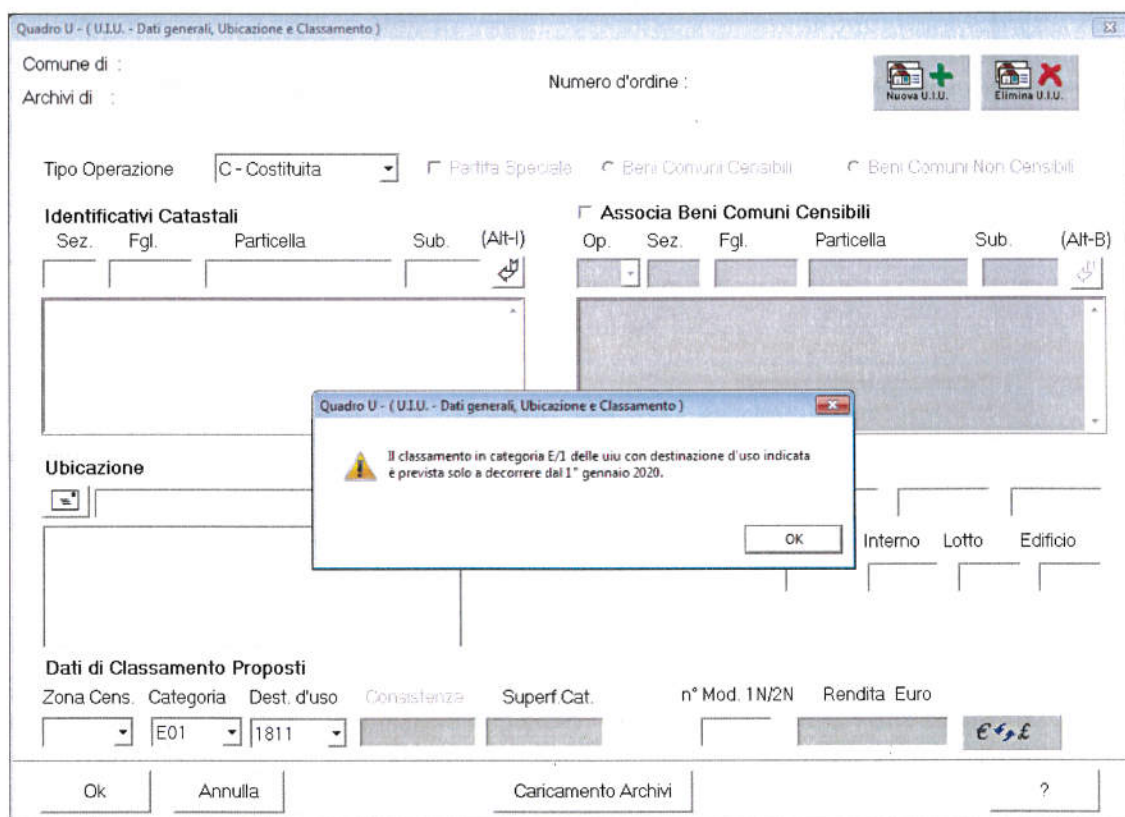 Quadro U - ( U.I.U. - Dati generali, Ubicazione e Classamento )
Comune di :
Archivi di :
Numero d'ordine :
Nuova U.I.U.
Elimina U.I.U.
Tipo Operazione C - Costituita Partita Speciale Beni Comuni Censibili Beni Comuni Non Censibili
Identificativi Catastali
Sez. Fgl. Particella Sub. (Alt-I)
Associa Beni Comuni Censibili
Op. Sez. Fgl. Particella Sub. (Alt-B)
Quadro U - ( U.I.U. - Dati generali, Ubicazione e Classamento )
Il classamento in categoria E/1 delle uiu con destinazione d'uso indicata
è prevista solo a decorrere dal 1° gennaio 2020.
OK
Ubicazione
Interno Lotto Edificio
Dati di Classamento Proposti
Zona Cens. Categoria Dest. d'uso Consistenza Superf.Cat. n° Mod. 1N/2N Rendita Euro
E01 1811 € £
Ok Annulla Caricamento Archivi ?